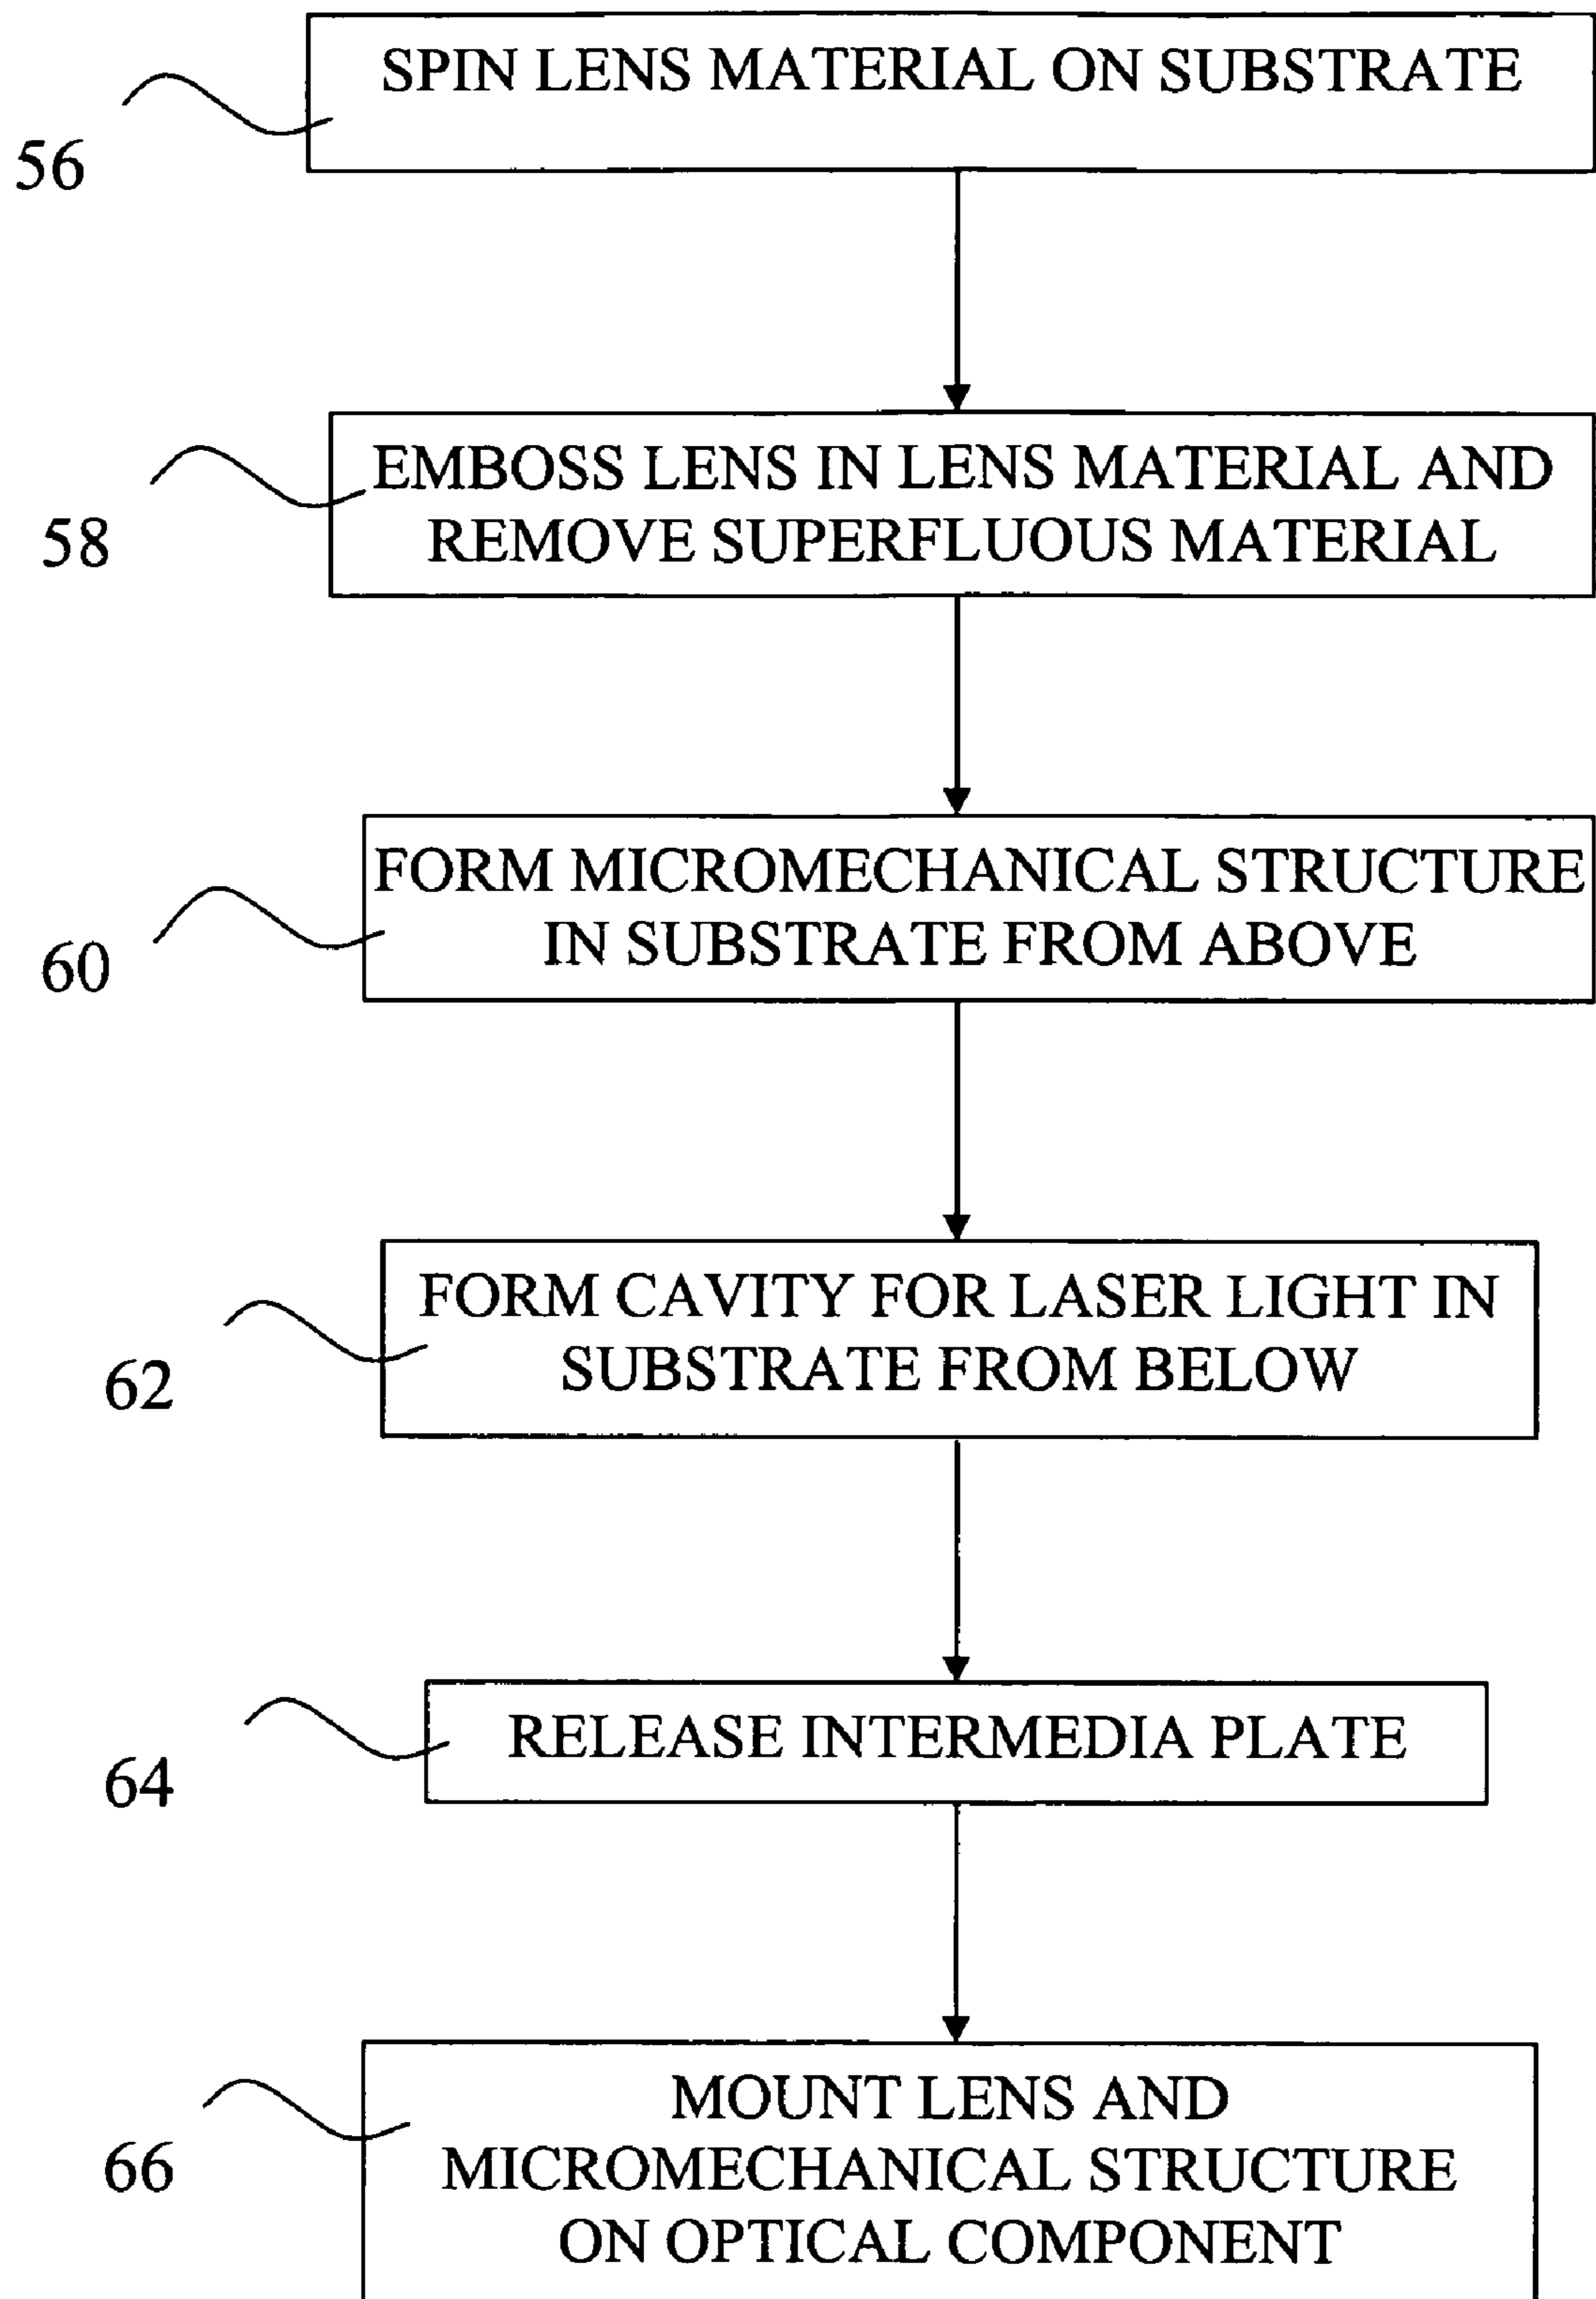 SPIN LENS MATERIAL ON SUBSTRATE
56
EMBOSS LENS IN LENS MATERIAL AND
REMOVE SUPERFLUOUS MATERIAL
58
FORM MICROMECHANICAL STRUCTURE
IN SUBSTRATE FROM ABOVE
60
FORM CAVITY FOR LASER LIGHT IN
SUBSTRATE FROM BELOW
62
RELEASE INTERMEDIA PLATE
64
MOUNT LENS AND
MICROMECHANICAL STRUCTURE
ON OPTICAL COMPONENT
66